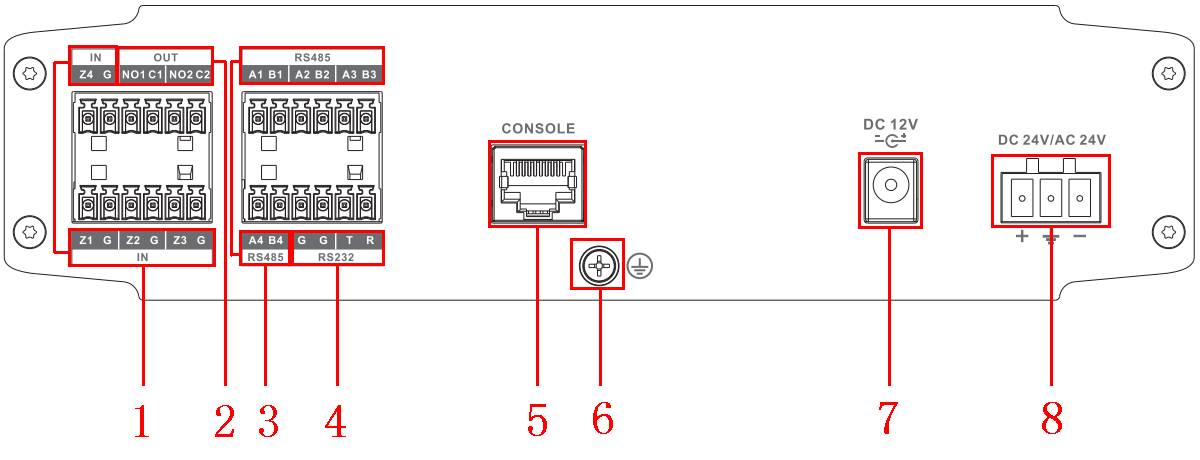 IN OUT RS485
Z4 G NO1 C1 NO2 C2 A1 B1 A2 B2 A3 B3
CONSOLE
DC 12V
- +
DC 24V/AC 24V
Z1 G Z2 G Z3 G A4 B4 G G T R
IN RS485 RS232
+ -
1 2 3 4 5 6 7 8